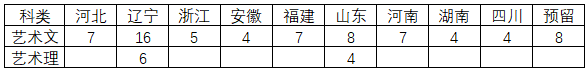 科类 河北 辽宁 浙江 安徽 福建 山东 河南 湖南 四川 预留
艺术文 7 16 5 4 7 8 7 4 4 8
艺术理 6 4